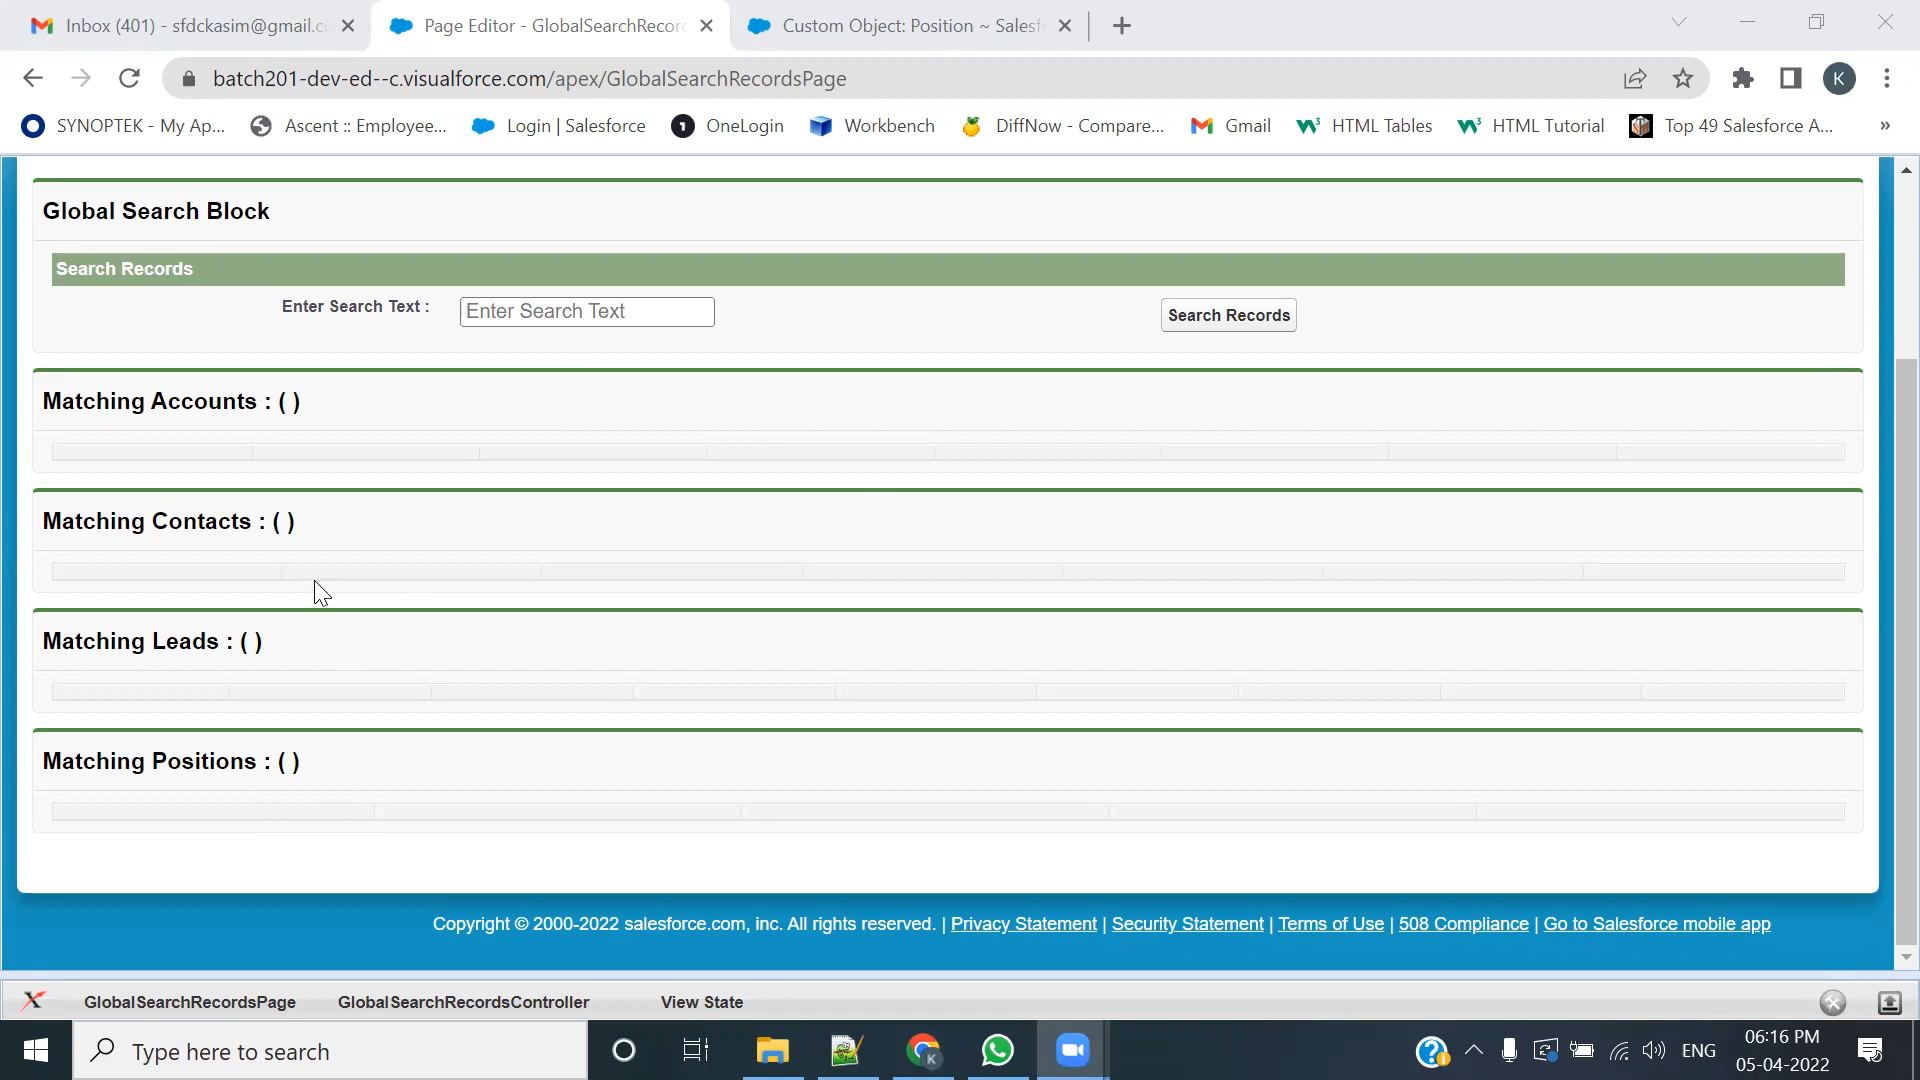 Inbox (401) - sfdckasim@gmail.c
Page Editor - GlobalSearchRecor
Custom Object: Position ~ Salesf
batch201-dev-ed--c.visualforce.com/apex/GlobalSearchRecordsPage
K
SYNOPTEK - My Ap...
Ascent :: Employee...
Login | Salesforce
OneLogin
Workbench
DiffNow - Compare...
Gmail
HTML Tables
HTML Tutorial
Top 49 Salesforce A...
»
Global Search Block
Search Records
Enter Search Text :
Enter Search Text
Search Records
Matching Accounts : ( )
Matching Contacts : ( )
Matching Leads : ( )
Matching Positions : ( )
Copyright © 2000-2022 salesforce.com, inc. All rights reserved. | Privacy Statement | Security Statement | Terms of Use | 508 Compliance | Go to Salesforce mobile app
GlobalSearchRecordsPage
GlobalSearchRecordsController
View State
Type here to search
ENG
06:16 PM
05-04-2022